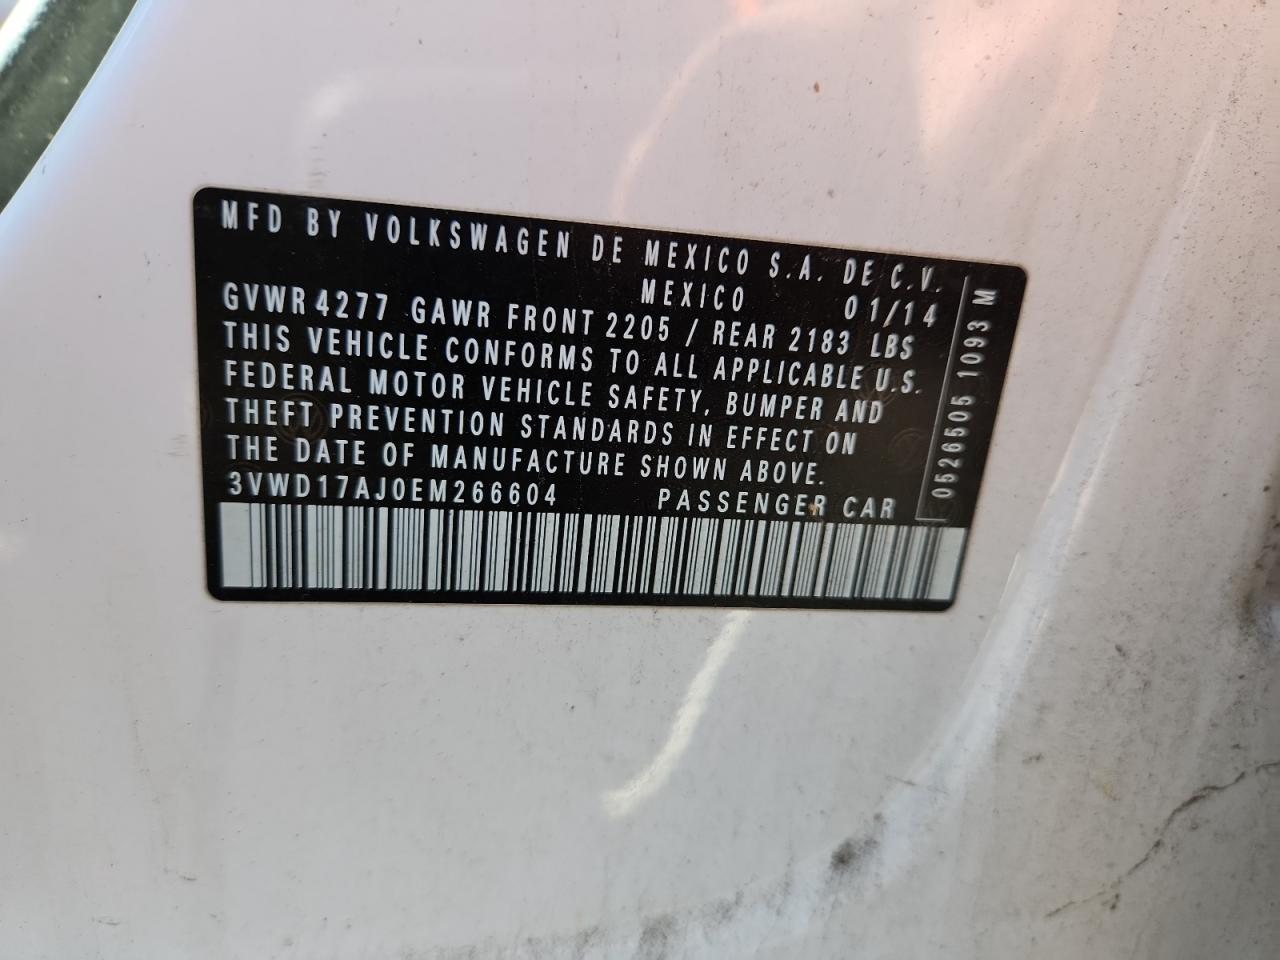 MFD BY VOLKSWAGEN DE MEXICO S.A. DE C.V.
MEXICO 01/14
GVWR 4277 GAWR FRONT 2205 / REAR 2183 LBS
THIS VEHICLE CONFORMS TO ALL APPLICABLE U.S.
FEDERAL MOTOR VEHICLE SAFETY, BUMPER AND
THEFT PREVENTION STANDARDS IN EFFECT ON
THE DATE OF MANUFACTURE SHOWN ABOVE.
3VWD17AJ0EM266604 PASSENGER CAR
0526505 1093 M